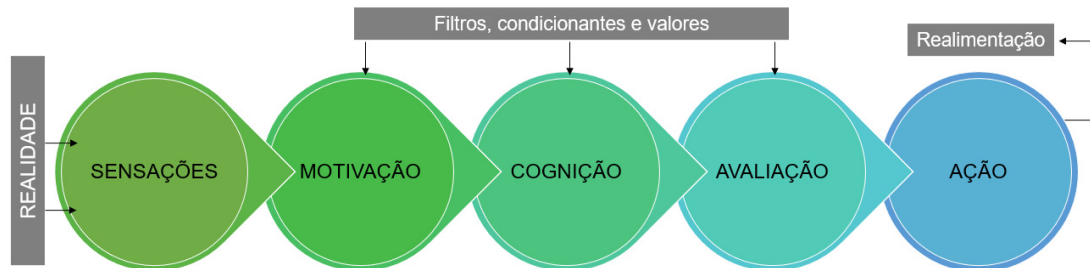 Filtros, condicionantes e valores
Realimentação
REALIDADE
SENSAÇÕES
MOTIVAÇÃO
COGNIÇÃO
AVALIAÇÃO
AÇÃO